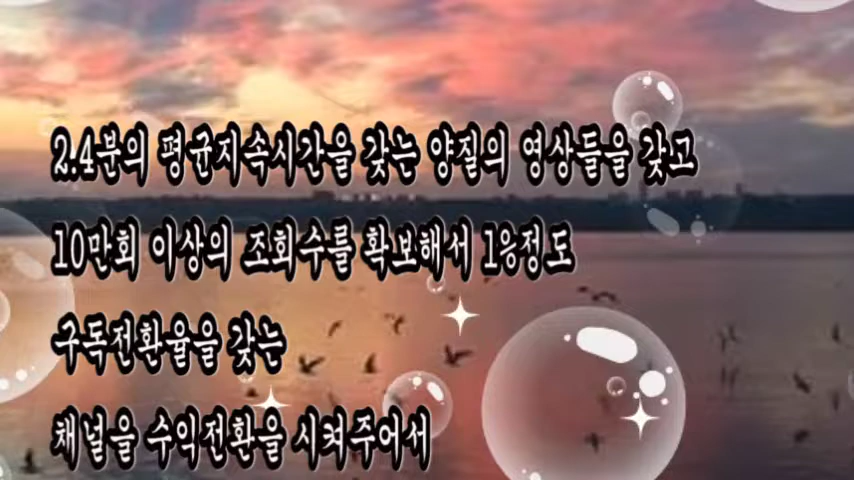 2.4분의 평균지속시간을 갖는 양질의 영상들을 갖고
10만회 이상의 조회수를 확보해서 1%정도
구독전환율을 갖는
채널을 수익전환을 시켜주어서